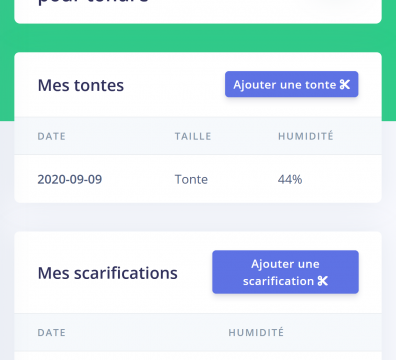 pour tondre
Mes tontes
Ajouter une tonte
DATE TAILLE HUMIDITÉ
2020-09-09 Tonte 44%
Mes scarifications
Ajouter une
scarification
DATE HUMIDITÉ